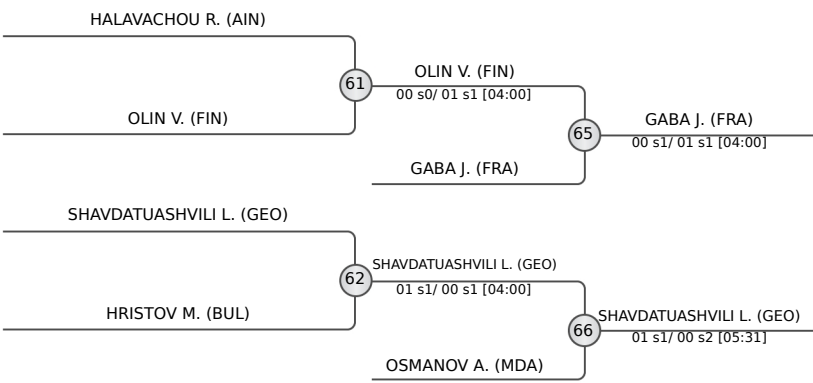 HALAVACHOU R. (AIN)
61
OLIN V. (FIN)
00 s0/ 01 s1 [04:00]
OLIN V. (FIN)
65
GABA J. (FRA)
00 s1/ 01 s1 [04:00]
GABA J. (FRA)
SHAVDATUASHVILI L. (GEO)
62
SHAVDATUASHVILI L. (GEO)
01 s1/ 00 s1 [04:00]
HRISTOV M. (BUL)
66
SHAVDATUASHVILI L. (GEO)
01 s1/ 00 s2 [05:31]
OSMANOV A. (MDA)